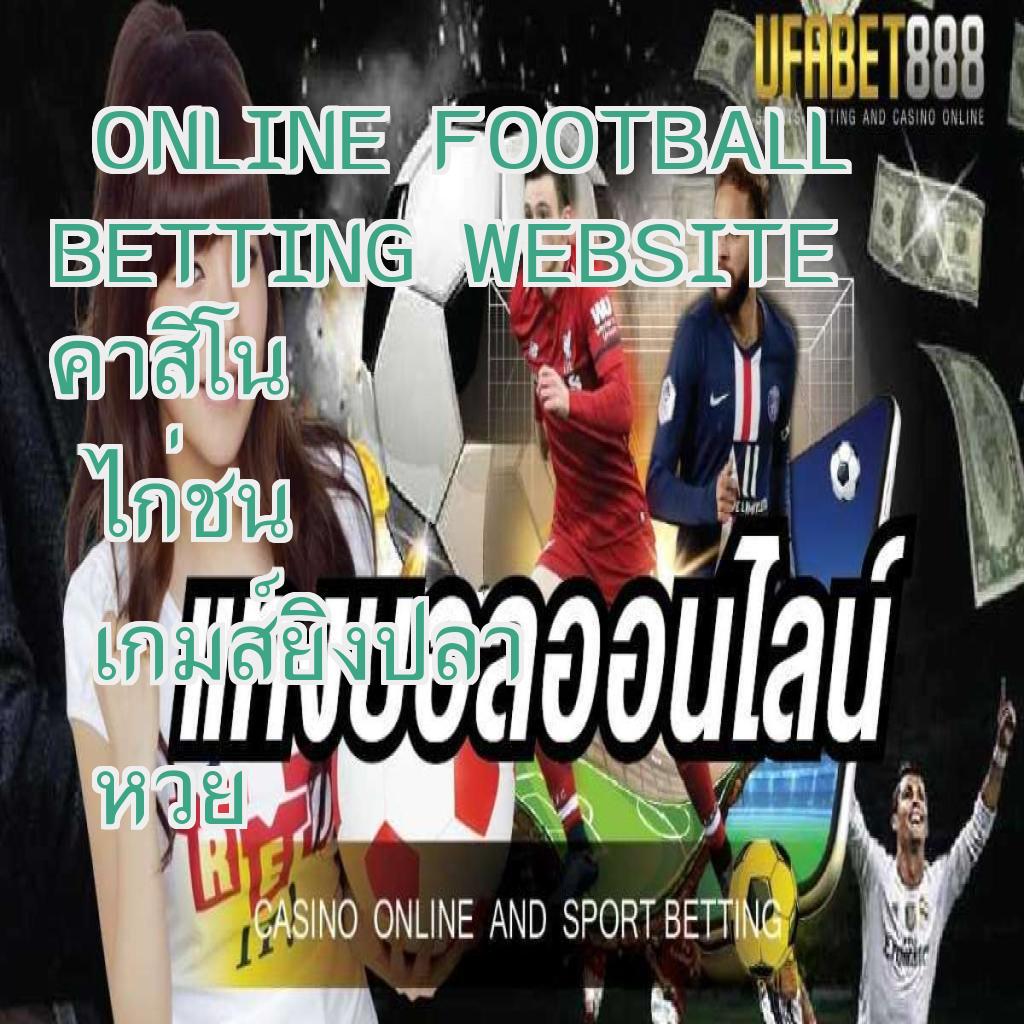 UFABET888
SPORTS BETTING AND CASINO ONLINE
ONLINE FOOTBALL
BETTING WEBSITE
คาสิโน
ไก่ชน
เกมส์ยิงปลา
แทงบอลออนไลน์
หวย
CASINO ONLINE AND SPORT BETTING